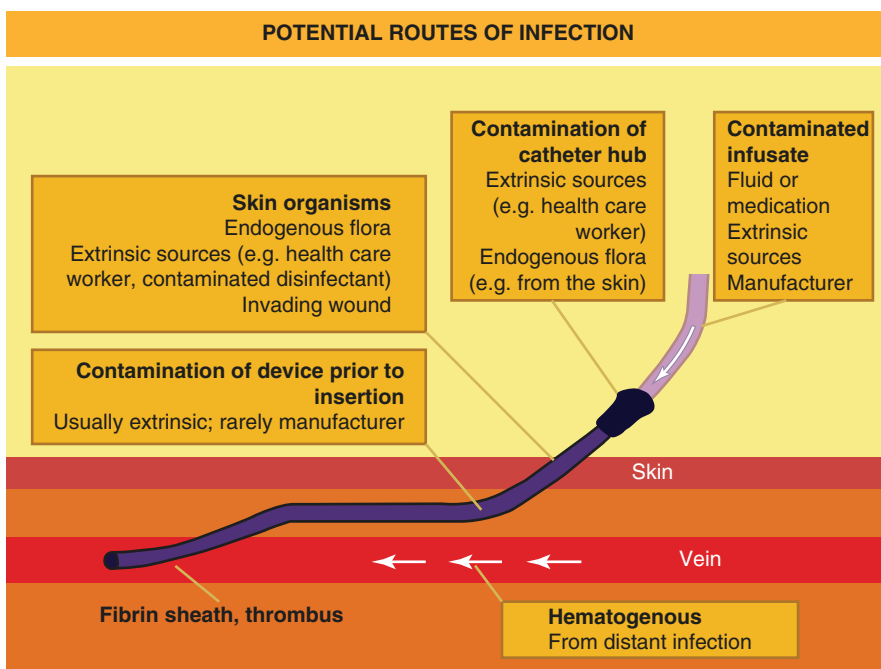 POTENTIAL ROUTES OF INFECTION
Skin organisms
Endogenous flora
Extrinsic sources (e.g. health care
worker, contaminated disinfectant)
Invading wound
Contamination of
catheter hub
Extrinsic sources
(e.g. health care
worker)
Endogenous flora
(e.g. from the skin)
Contaminated
infusate
Fluid or
medication
Extrinsic
sources
Manufacturer
Contamination of device prior to
insertion
Usually extrinsic; rarely manufacturer
Skin
Vein
Fibrin sheath, thrombus
Hematogenous
From distant infection